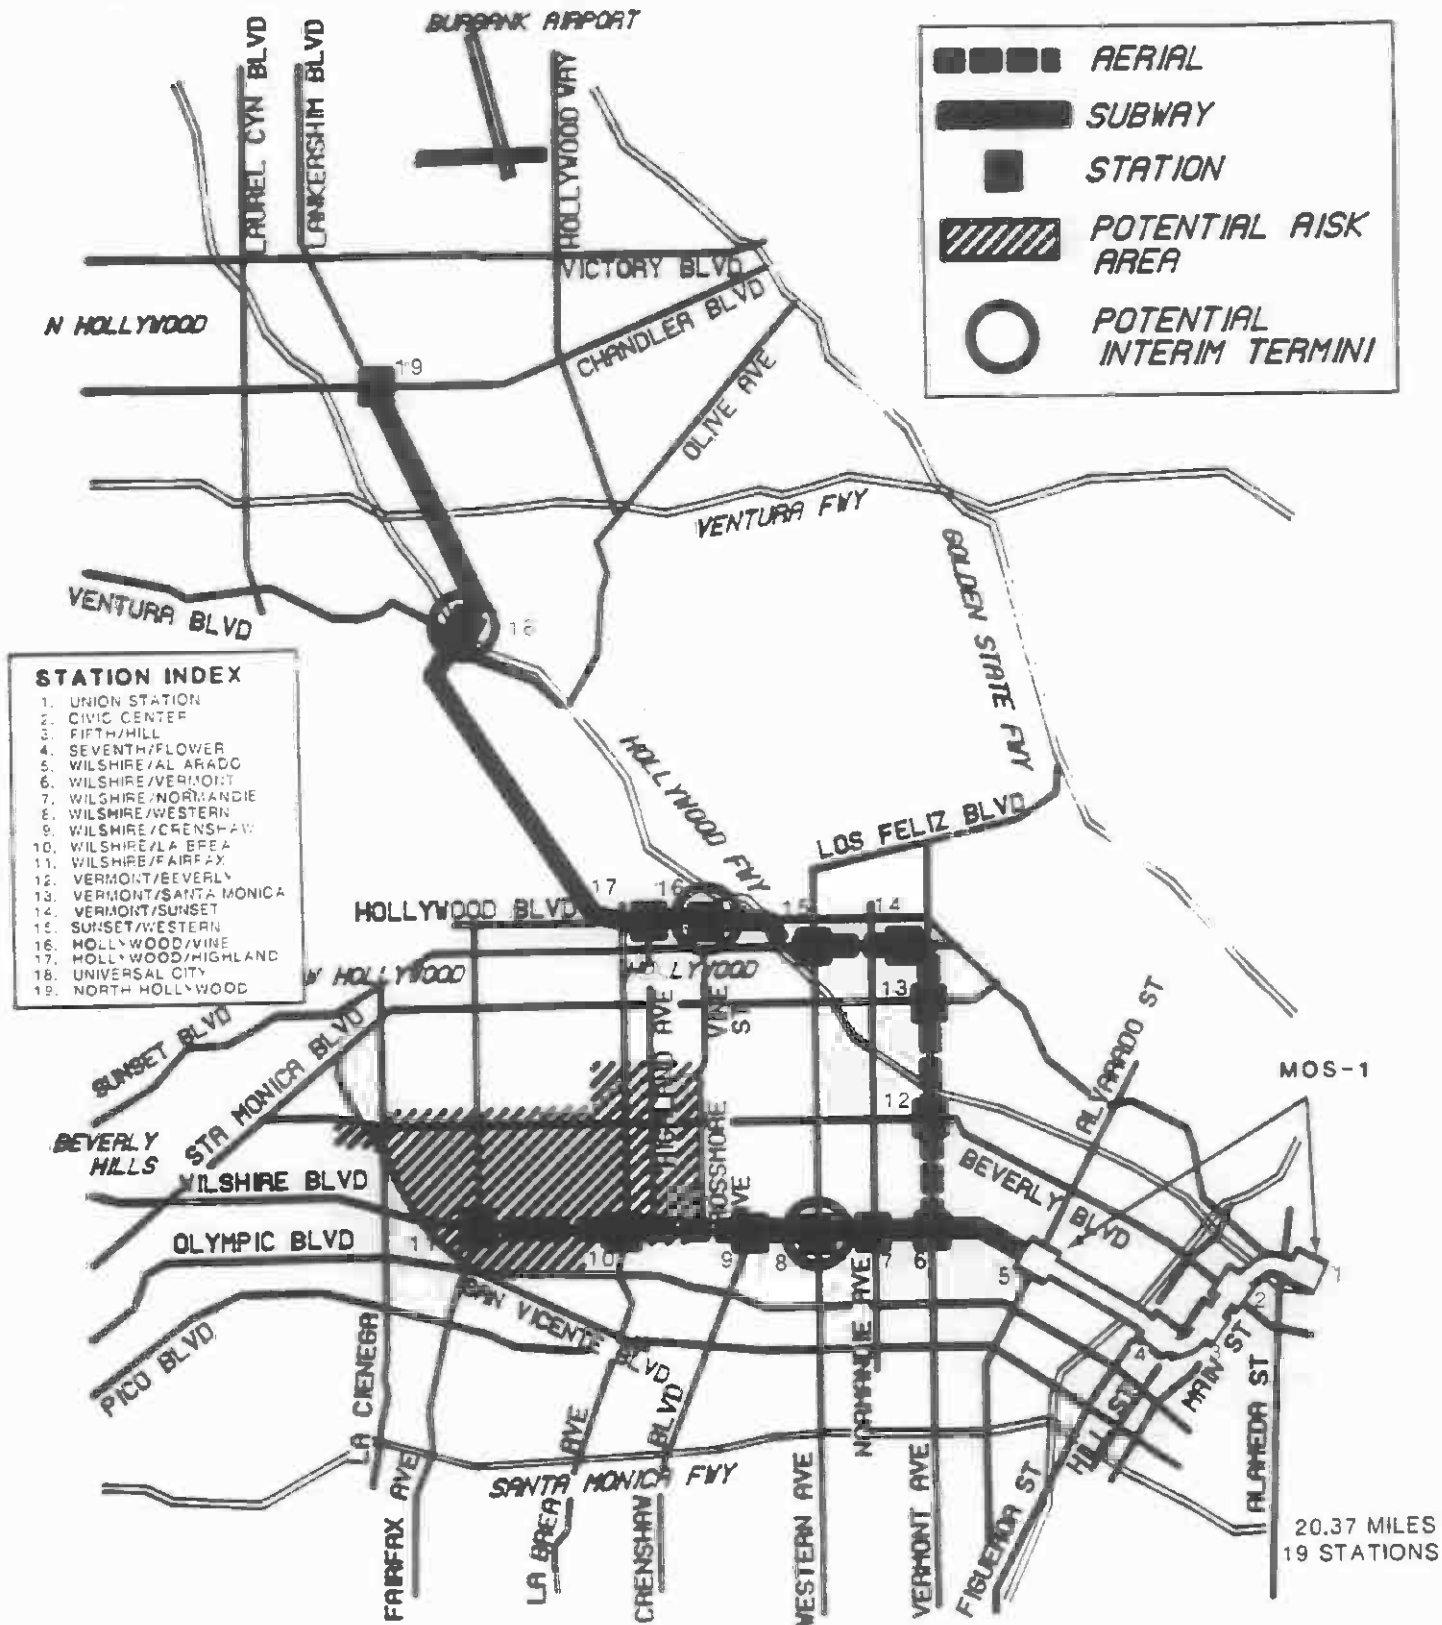 BURBANK AIRPORT
LAUREL CYN BLVD
LANKERSHIM BLVD
HOLLYWOOD WAY
AERIAL
SUBWAY
STATION
POTENTIAL RISK
AREA
POTENTIAL
INTERIM TERMINI
VICTORY BLVD
N HOLLYWOOD
CHANDLER BLVD
19
OLIVE AVE
VENTURA FWY
GOLDEN STATE FWY
VENTURA BLVD
18
STATION INDEX
1. UNION STATION
2. CIVIC CENTER
3. FIFTH/HILL
4. SEVENTH/FLOWER
5. WILSHIRE/AL ARADO
6. WILSHIRE/VERMONT
7. WILSHIRE/NORMANDIE
8. WILSHIRE/WESTERN
9. WILSHIRE/CRENSHAW
10. WILSHIRE/LA BREA
11. WILSHIRE/FAIRFAX
12. VERMONT/BEVERLY
13. VERMONT/SANTA MONICA
14. VERMONT/SUNSET
15. SUNSET/WESTERN
16. HOLLYWOOD/VINE
17. HOLLYWOOD/HIGHLAND
18. UNIVERSAL CITY
19. NORTH HOLLYWOOD
HOLLYWOOD FWY
LOS FELIZ BLVD
17
16
15
14
HOLLYWOOD BLVD
W HOLLYWOOD
HOLLYWOOD
13
SUNSET BLVD
STA MONICA BLVD
HIGHLAND AVE
VINE ST
ALVARADO ST
MOS-1
12
BEVERLY
HILLS
ROSSMORE AVE
BEVERLY BLVD
WILSHIRE BLVD
OLYMPIC BLVD
10
9
8
7
6
5
4
3
2
1
PICO BLVD
SAN VICENTE BLVD
LA CIENEGA
FAIRFAX AVE
LA BREA AVE
CRENSHAW BLVD
SANTA MONICA FWY
WESTERN AVE
NORMANDIE AVE
VERMONT AVE
FIGUEROA ST
HILL ST
MAIN ST
ALAMEDA ST
20.37 MILES
19 STATIONS